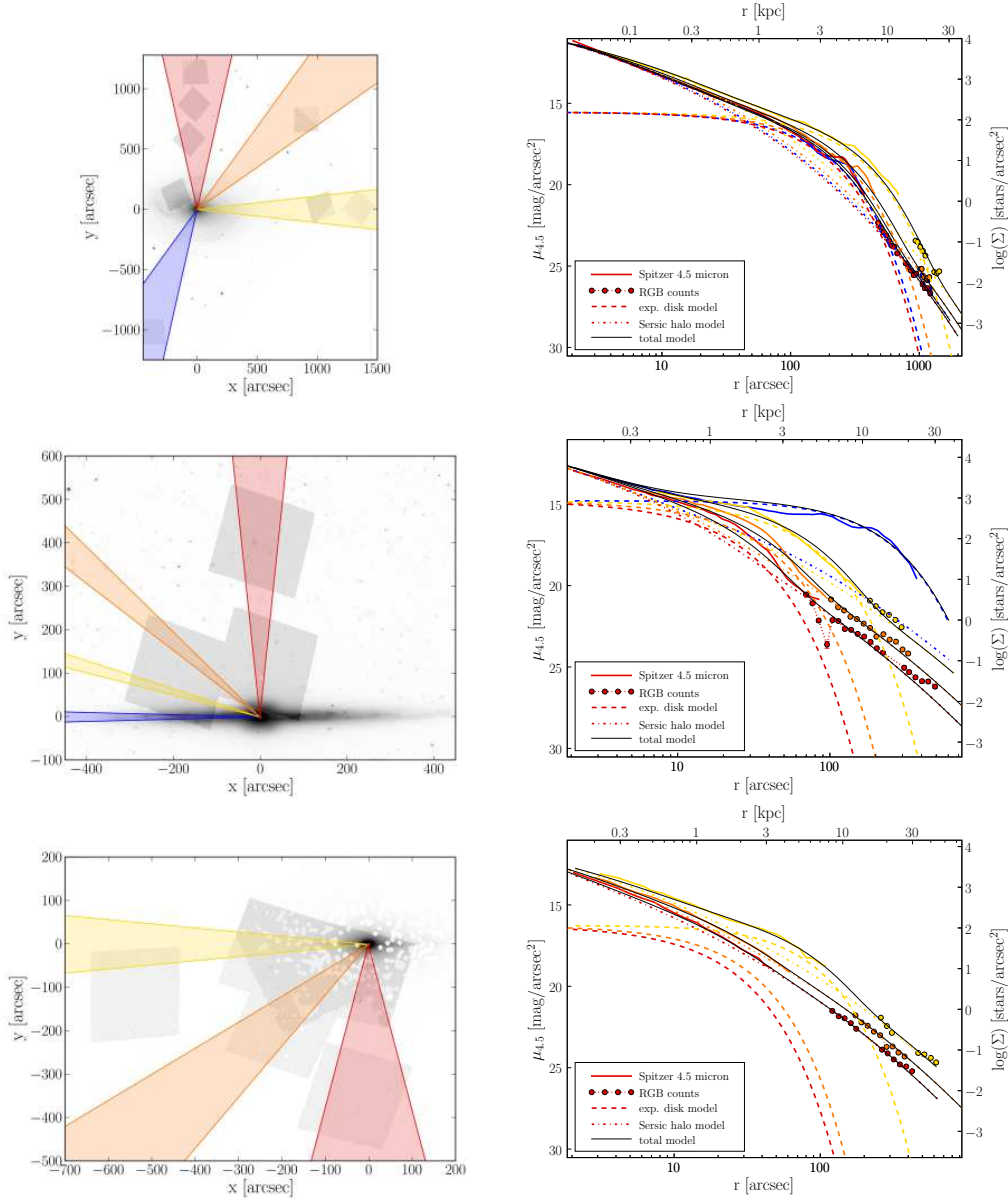 1000
500
0
−500
−1000
y [arcsec]
0 500 1000 1500
x [arcsec]
r [kpc]
0.1 1 3 10 30
15
20
25
30
μ4.5 [mag/arcsec²]
4
3
2
1
0
−1
−2
−3
log(Σ) [stars/arcsec²]
Spitzer 4.5 micron
RGB counts
exp. disk model
Sersic halo model
total model
10 100 1000
r [arcsec]
600
500
400
300
200
100
0
−100
y [arcsec]
−400 −200 0 200 400
x [arcsec]
r [kpc]
0.3 1 3 10 30
15
20
25
30
μ4.5 [mag/arcsec²]
4
3
2
1
0
−1
−2
−3
log(Σ) [stars/arcsec²]
Spitzer 4.5 micron
RGB counts
exp. disk model
Sersic halo model
total model
10 100
r [arcsec]
200
100
0
−100
−200
−300
−400
−500
y [arcsec]
−700 −600 −500 −400 −300 −200 −100 0 100 200
x [arcsec]
r [kpc]
0.3 1 3 10 30
15
20
25
30
μ4.5 [mag/arcsec²]
4
3
2
1
0
−1
−2
−3
log(Σ) [stars/arcsec²]
Spitzer 4.5 micron
RGB counts
exp. disk model
Sersic halo model
total model
10 100
r [arcsec]